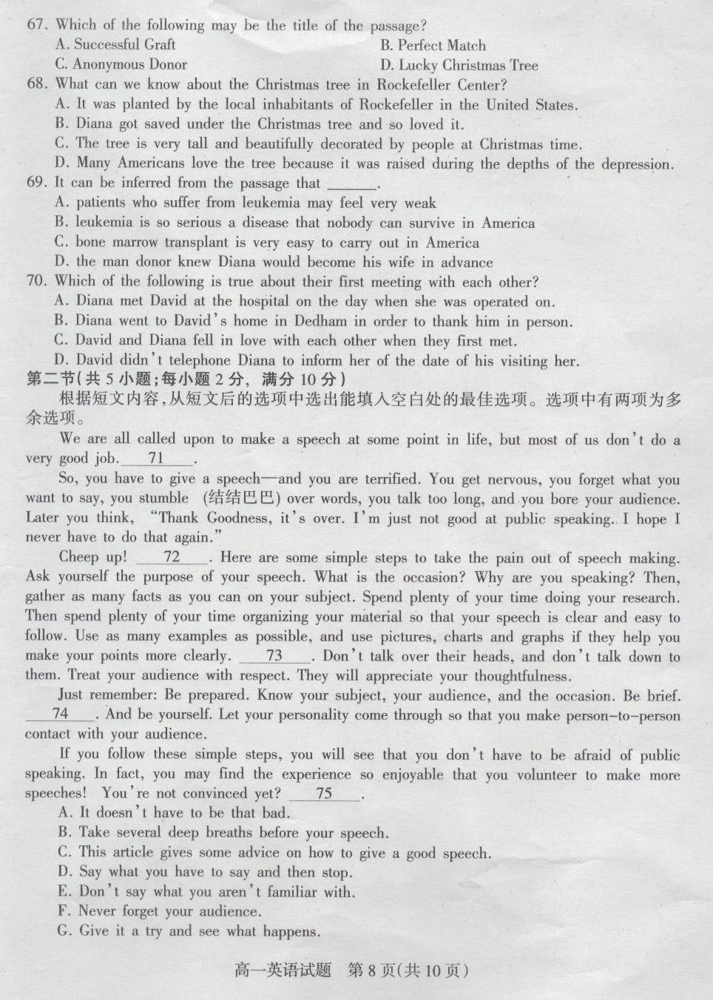 67. Which of the following may be the title of the passage?
A. Successful Graft B. Perfect Match
C. Anonymous Donor D. Lucky Christmas Tree
68. What can we know about the Christmas tree in Rockefeller Center?
A. It was planted by the local inhabitants of Rockefeller in the United States.
B. Diana got saved under the Christmas tree and so loved it.
C. The tree is very tall and beautifully decorated by people at Christmas time.
D. Many Americans love the tree because it was raised during the depths of the depression.
69. It can be inferred from the passage that ______.
A. patients who suffer from leukemia may feel very weak
B. leukemia is so serious a disease that nobody can survive in America
C. bone marrow transplant is very easy to carry out in America
D. the man donor knew Diana would become his wife in advance
70. Which of the following is true about their first meeting with each other?
A. Diana met David at the hospital on the day when she was operated on.
B. Diana went to David's home in Dedham in order to thank him in person.
C. David and Diana fell in love with each other when they first met.
D. David didn't telephone Diana to inform her of the date of his visiting her.
第二节(共 5 小题;每小题 2 分, 满分 10 分)
根据短文内容,从短文后的选项中选出能填入空白处的最佳选项。选项中有两项为多
余选项。
We are all called upon to make a speech at some point in life, but most of us don't do a
very good job. 71 .
So, you have to give a speech—and you are terrified. You get nervous, you forget what you
want to say, you stumble (结结巴巴) over words, you talk too long, and you bore your audience.
Later you think, "Thank Goodness, it's over. I'm just not good at public speaking. I hope I
never have to do that again."
Cheep up! 72 . Here are some simple steps to take the pain out of speech making.
Ask yourself the purpose of your speech. What is the occasion? Why are you speaking? Then,
gather as many facts as you can on your subject. Spend plenty of your time doing your research.
Then spend plenty of your time organizing your material so that your speech is clear and easy to
follow. Use as many examples as possible, and use pictures, charts and graphs if they help you
make your points more clearly. 73 . Don't talk over their heads, and don't talk down to
them. Treat your audience with respect. They will appreciate your thoughtfulness.
Just remember: Be prepared. Know your subject, your audience, and the occasion. Be brief.
74 . And be yourself. Let your personality come through so that you make person-to-person
contact with your audience.
If you follow these simple steps, you will see that you don't have to be afraid of public
speaking. In fact, you may find the experience so enjoyable that you volunteer to make more
speeches! You're not convinced yet? 75 .
A. It doesn't have to be that bad.
B. Take several deep breaths before your speech.
C. This article gives some advice on how to give a good speech.
D. Say what you have to say and then stop.
E. Don't say what you aren't familiar with.
F. Never forget your audience.
G. Give it a try and see what happens.
高一英语试题 第 8 页(共 10 页)